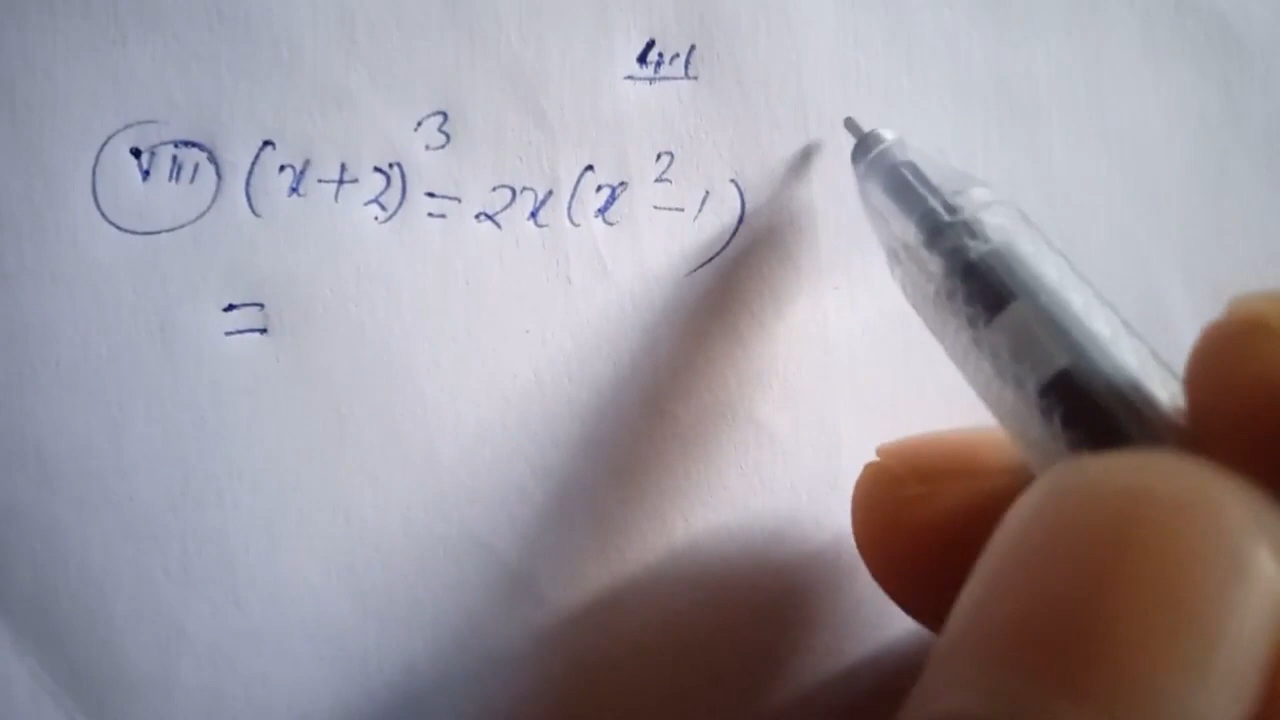 4.1
viii (x+2)³ = 2x(x²-1)
=